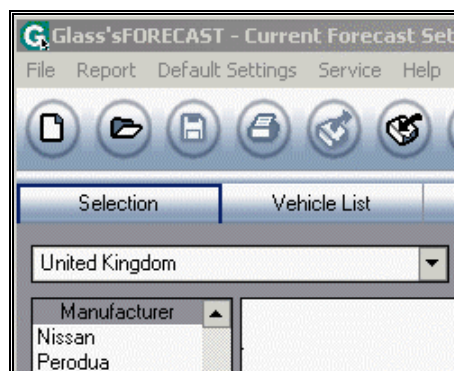 Glass'sFORECAST - Current Forecast Set
File Report Default Settings Service Help
Selection Vehicle List
United Kingdom
Manufacturer
Nissan
Perodua